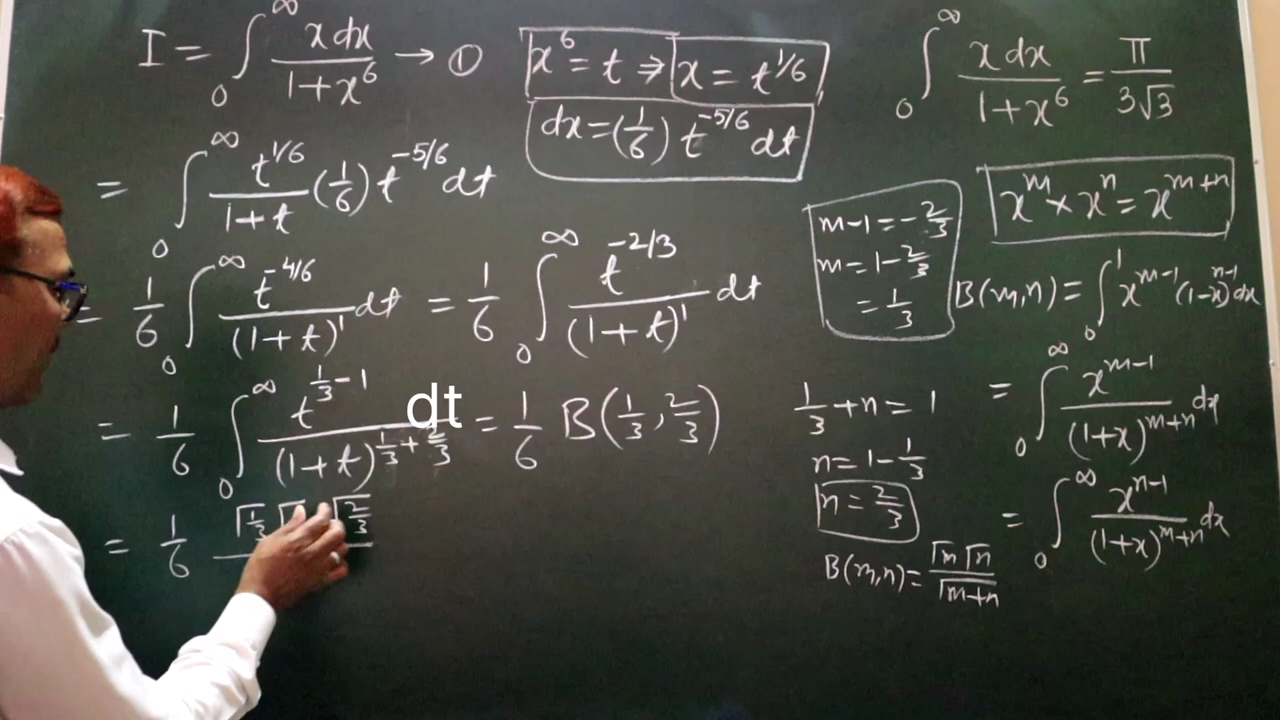 I = ∫₀^∞ x dx / (1+x⁶) → ①
x⁶ = t ⇒ x = t^{1/6}
dx = (1/6) t^{-5/6} dt
= ∫₀^∞ t^{1/6} / (1+t) (1/6) t^{-5/6} dt
= 1/6 ∫₀^∞ t^{-4/6} / (1+t)¹ dt = 1/6 ∫₀^∞ t^{-2/3} / (1+t)¹ dt
= 1/6 ∫₀^∞ t^{1/3 - 1} / (1+t)^{1/3 + 2/3} dt = 1/6 B(1/3, 2/3)
= 1/6 Γ1/3 Γ2/3
m-1 = -2/3
m = 1-2/3
= 1/3
1/3 + n = 1
n = 1-1/3
n = 2/3
B(m,n) = Γm Γn / Γm+n
∫₀^∞ x dx / (1+x⁶) = π / 3√3
x^m × x^n = x^{m+n}
B(m,n) = ∫₀¹ x^{m-1} (1-x)^{n-1} dx
= ∫₀^∞ x^{m-1} / (1+x)^{m+n} dx
= ∫₀^∞ x^{n-1} / (1+x)^{m+n} dx